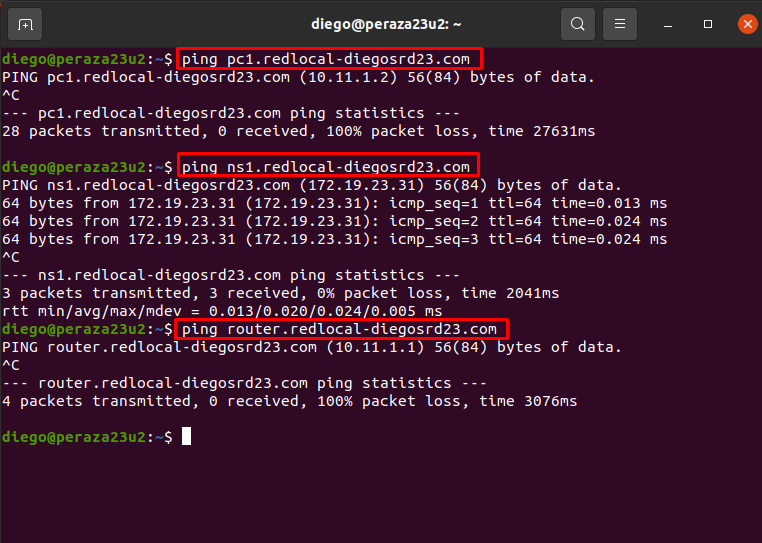 diego@peraza23u2: ~
diego@peraza23u2:~$ ping pc1.redlocal-diegosrd23.com
PING pc1.redlocal-diegosrd23.com (10.11.1.2) 56(84) bytes of data.
^C
--- pc1.redlocal-diegosrd23.com ping statistics ---
28 packets transmitted, 0 received, 100% packet loss, time 27631ms
diego@peraza23u2:~$ ping ns1.redlocal-diegosrd23.com
PING ns1.redlocal-diegosrd23.com (172.19.23.31) 56(84) bytes of data.
64 bytes from 172.19.23.31 (172.19.23.31): icmp_seq=1 ttl=64 time=0.013 ms
64 bytes from 172.19.23.31 (172.19.23.31): icmp_seq=2 ttl=64 time=0.024 ms
64 bytes from 172.19.23.31 (172.19.23.31): icmp_seq=3 ttl=64 time=0.024 ms
^C
--- ns1.redlocal-diegosrd23.com ping statistics ---
3 packets transmitted, 3 received, 0% packet loss, time 2041ms
rtt min/avg/max/mdev = 0.013/0.020/0.024/0.005 ms
diego@peraza23u2:~$ ping router.redlocal-diegosrd23.com
PING router.redlocal-diegosrd23.com (10.11.1.1) 56(84) bytes of data.
^C
--- router.redlocal-diegosrd23.com ping statistics ---
4 packets transmitted, 0 received, 100% packet loss, time 3076ms
diego@peraza23u2:~$